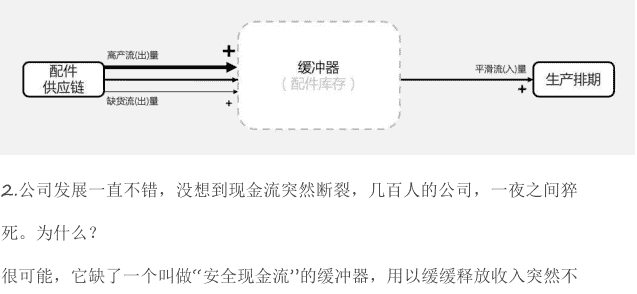 高产流(出)量
+
配件
供应链
缺货流(出)量
+
缓冲器
(配件库存)
平滑流(入)量
+
生产排期
2.公司发展一直不错，没想到现金流突然断裂，几百人的公司，一夜之间猝
死。为什么？
很可能，它缺了一个叫做“安全现金流”的缓冲器，用以缓缓释放收入突然不